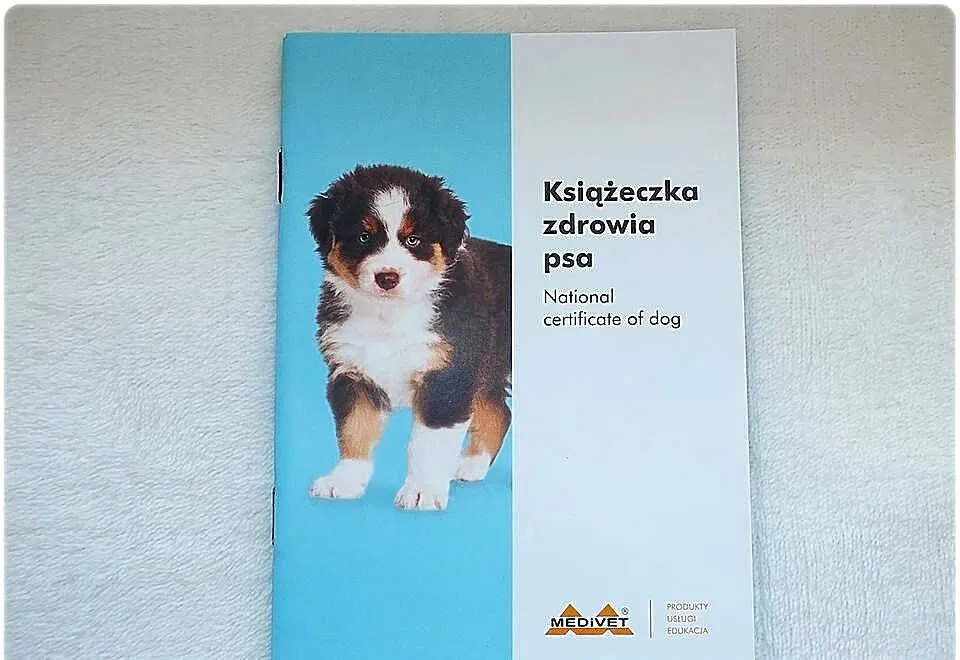 Książeczka
zdrowia
psa
National
certificate of dog
MEDiVET®
PRODUKTY
USŁUGI
EDUKACJA